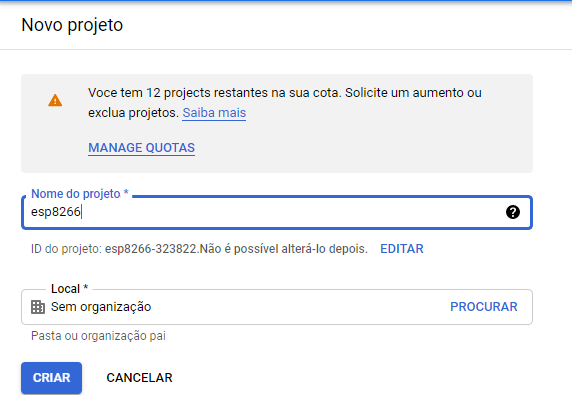 Novo projeto
Voce tem 12 projects restantes na sua cota. Solicite um aumento ou
exclua projetos. Saiba mais
MANAGE QUOTAS
Nome do projeto *
esp8266
ID do projeto: esp8266-323822.Não é possível alterá-lo depois. EDITAR
Local *
Sem organização PROCURAR
Pasta ou organização pai
CRIAR CANCELAR